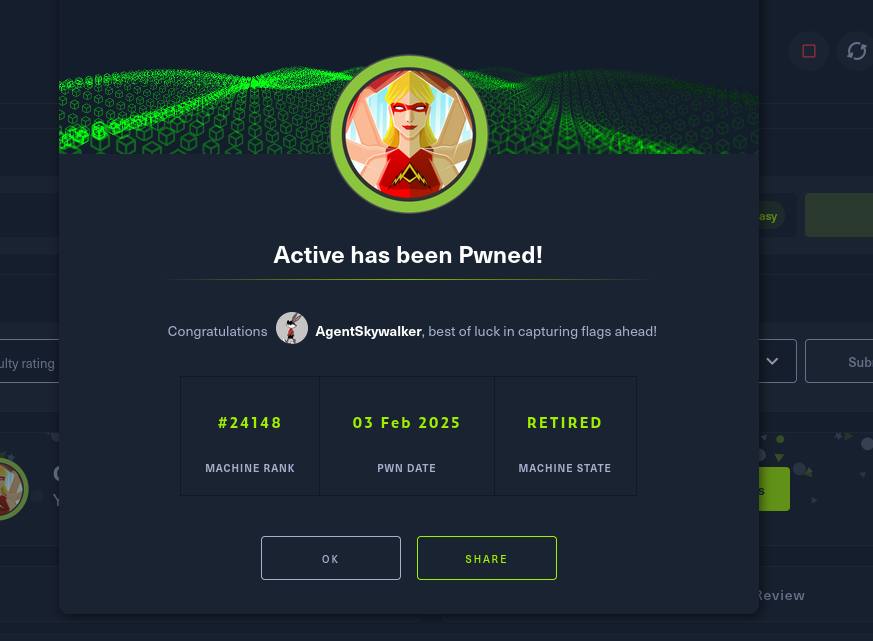 asy
Active has been Pwned!
Congratulations AgentSkywalker, best of luck in capturing flags ahead!
ulty rating
Subs
#24148 03 Feb 2025 RETIRED
MACHINE RANK PWN DATE MACHINE STATE
s
OK SHARE
Review